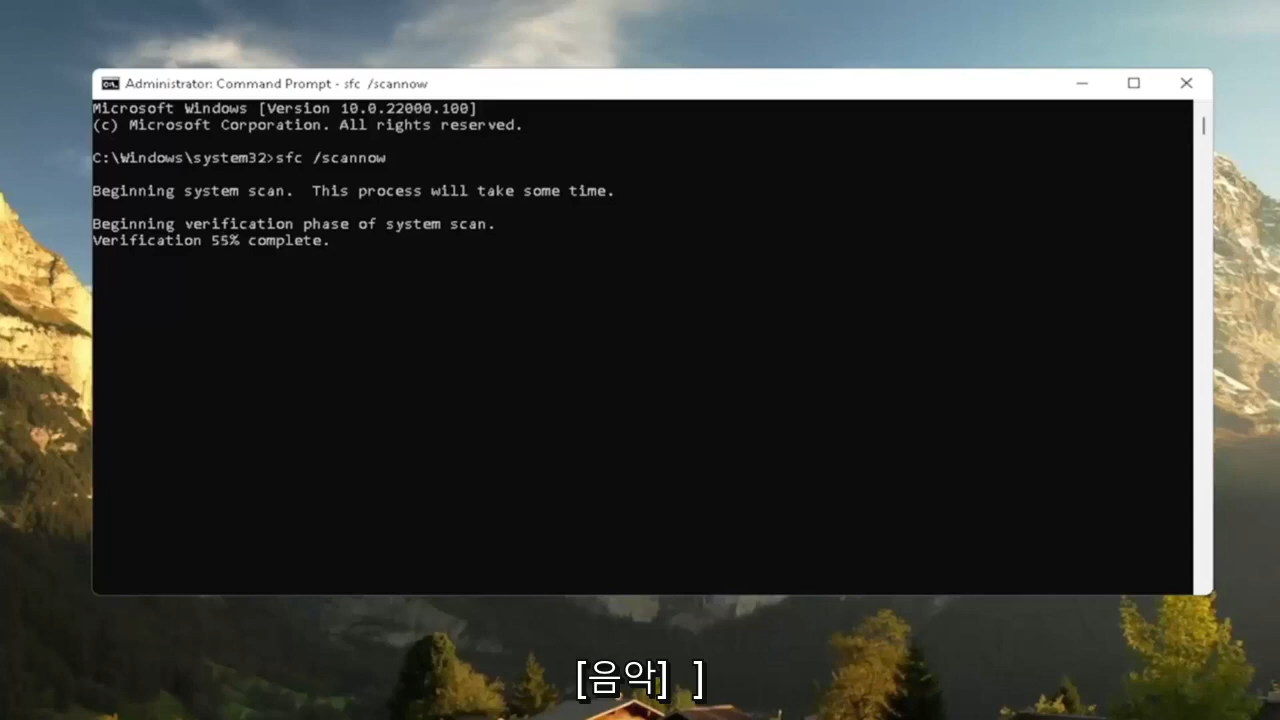 Administrator: Command Prompt - sfc /scannow
Microsoft Windows [Version 10.0.22000.100]
(c) Microsoft Corporation. All rights reserved.
C:\Windows\system32>sfc /scannow
Beginning system scan.  This process will take some time.
Beginning verification phase of system scan.
Verification 55% complete.
[음악] ]